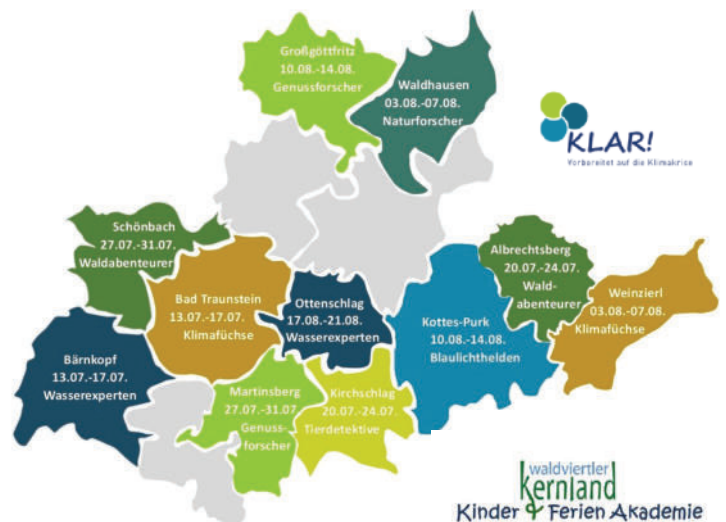 Großgöttfritz
10.08.-14.08.
Genussforscher
Waldhausen
03.08.-07.08.
Naturforscher
KLAR!
Vorbereitet auf die Klimakrise
Schönbach
27.07.-31.07.
Waldabenteurer
Bad Traunstein
13.07.-17.07.
Klimafüchse
Ottenschlag
17.08.-21.08.
Wasserexperten
Albrechtsberg
20.07.-24.07.
Wald-
abenteurer
Weinzierl
03.08.-07.08.
Klimafüchse
Kottes-Purk
10.08.-14.08.
Blaulichthelden
Bärnkopf
13.07.-17.07.
Wasserexperten
Martinsberg
27.07.-31.07
Genuss-
forscher
Kirchschlag
20.07.-24.07.
Tierdetektive
waldviertler
Kernland
Kinder & Ferien Akademie